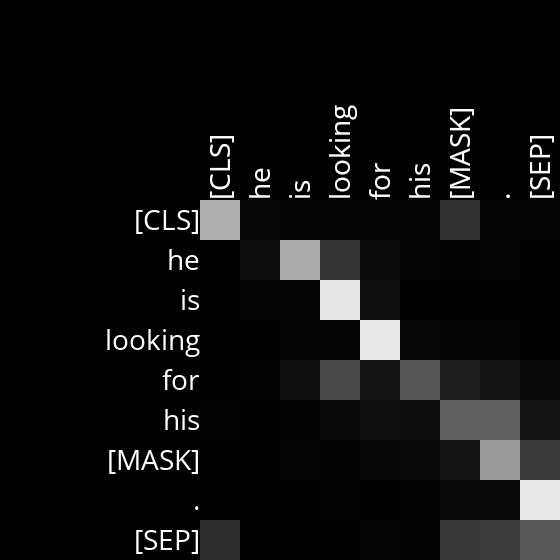 [CLS] he is looking for his [MASK] . [SEP]
[CLS]
he
is
looking
for
his
[MASK]
.
[SEP]